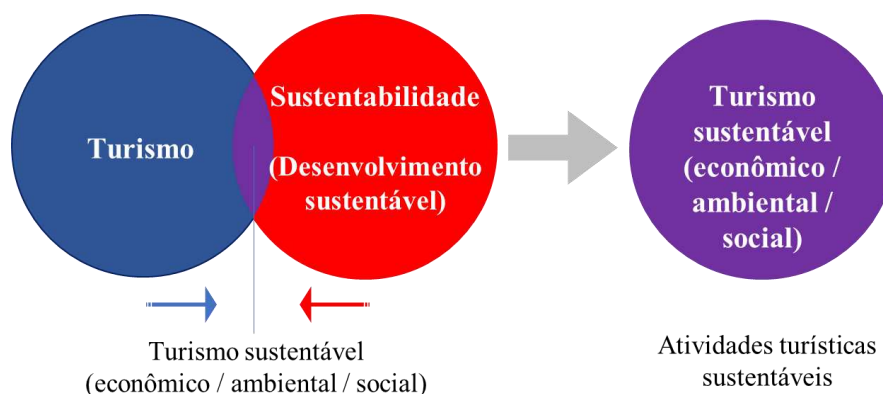 Turismo
Sustentabilidade
(Desenvolvimento
sustentável)
Turismo
sustentável
(econômico /
ambiental /
social)
Turismo sustentável
(econômico / ambiental / social)
Atividades turísticas
sustentáveis